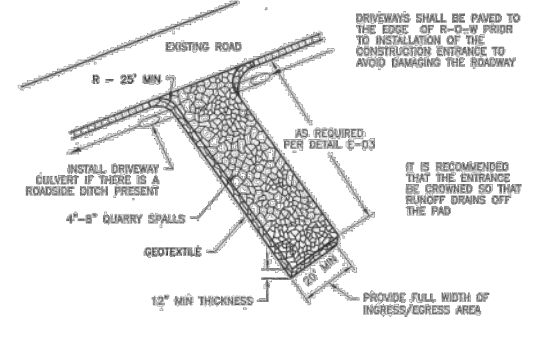 DRIVEWAYS SHALL BE PAVED TO
THE EDGE OF R-O-W PRIOR
TO INSTALLATION OF THE
CONSTRUCTION ENTRANCE TO
AVOID DAMAGING THE ROADWAY
EXISTING ROAD
R - 25' MIN
AS REQUIRED
PER DETAIL E-03
INSTALL DRIVEWAY
CULVERT IF THERE IS A
ROADSIDE DITCH PRESENT
IT IS RECOMMENDED
THAT THE ENTRANCE
BE CROWNED SO THAT
RUNOFF DRAINS OFF
THE PAD
4"-8" QUARRY SPALLS
GEOTEXTILE
20' MIN
12" MIN THICKNESS
PROVIDE FULL WIDTH OF
INGRESS/EGRESS AREA